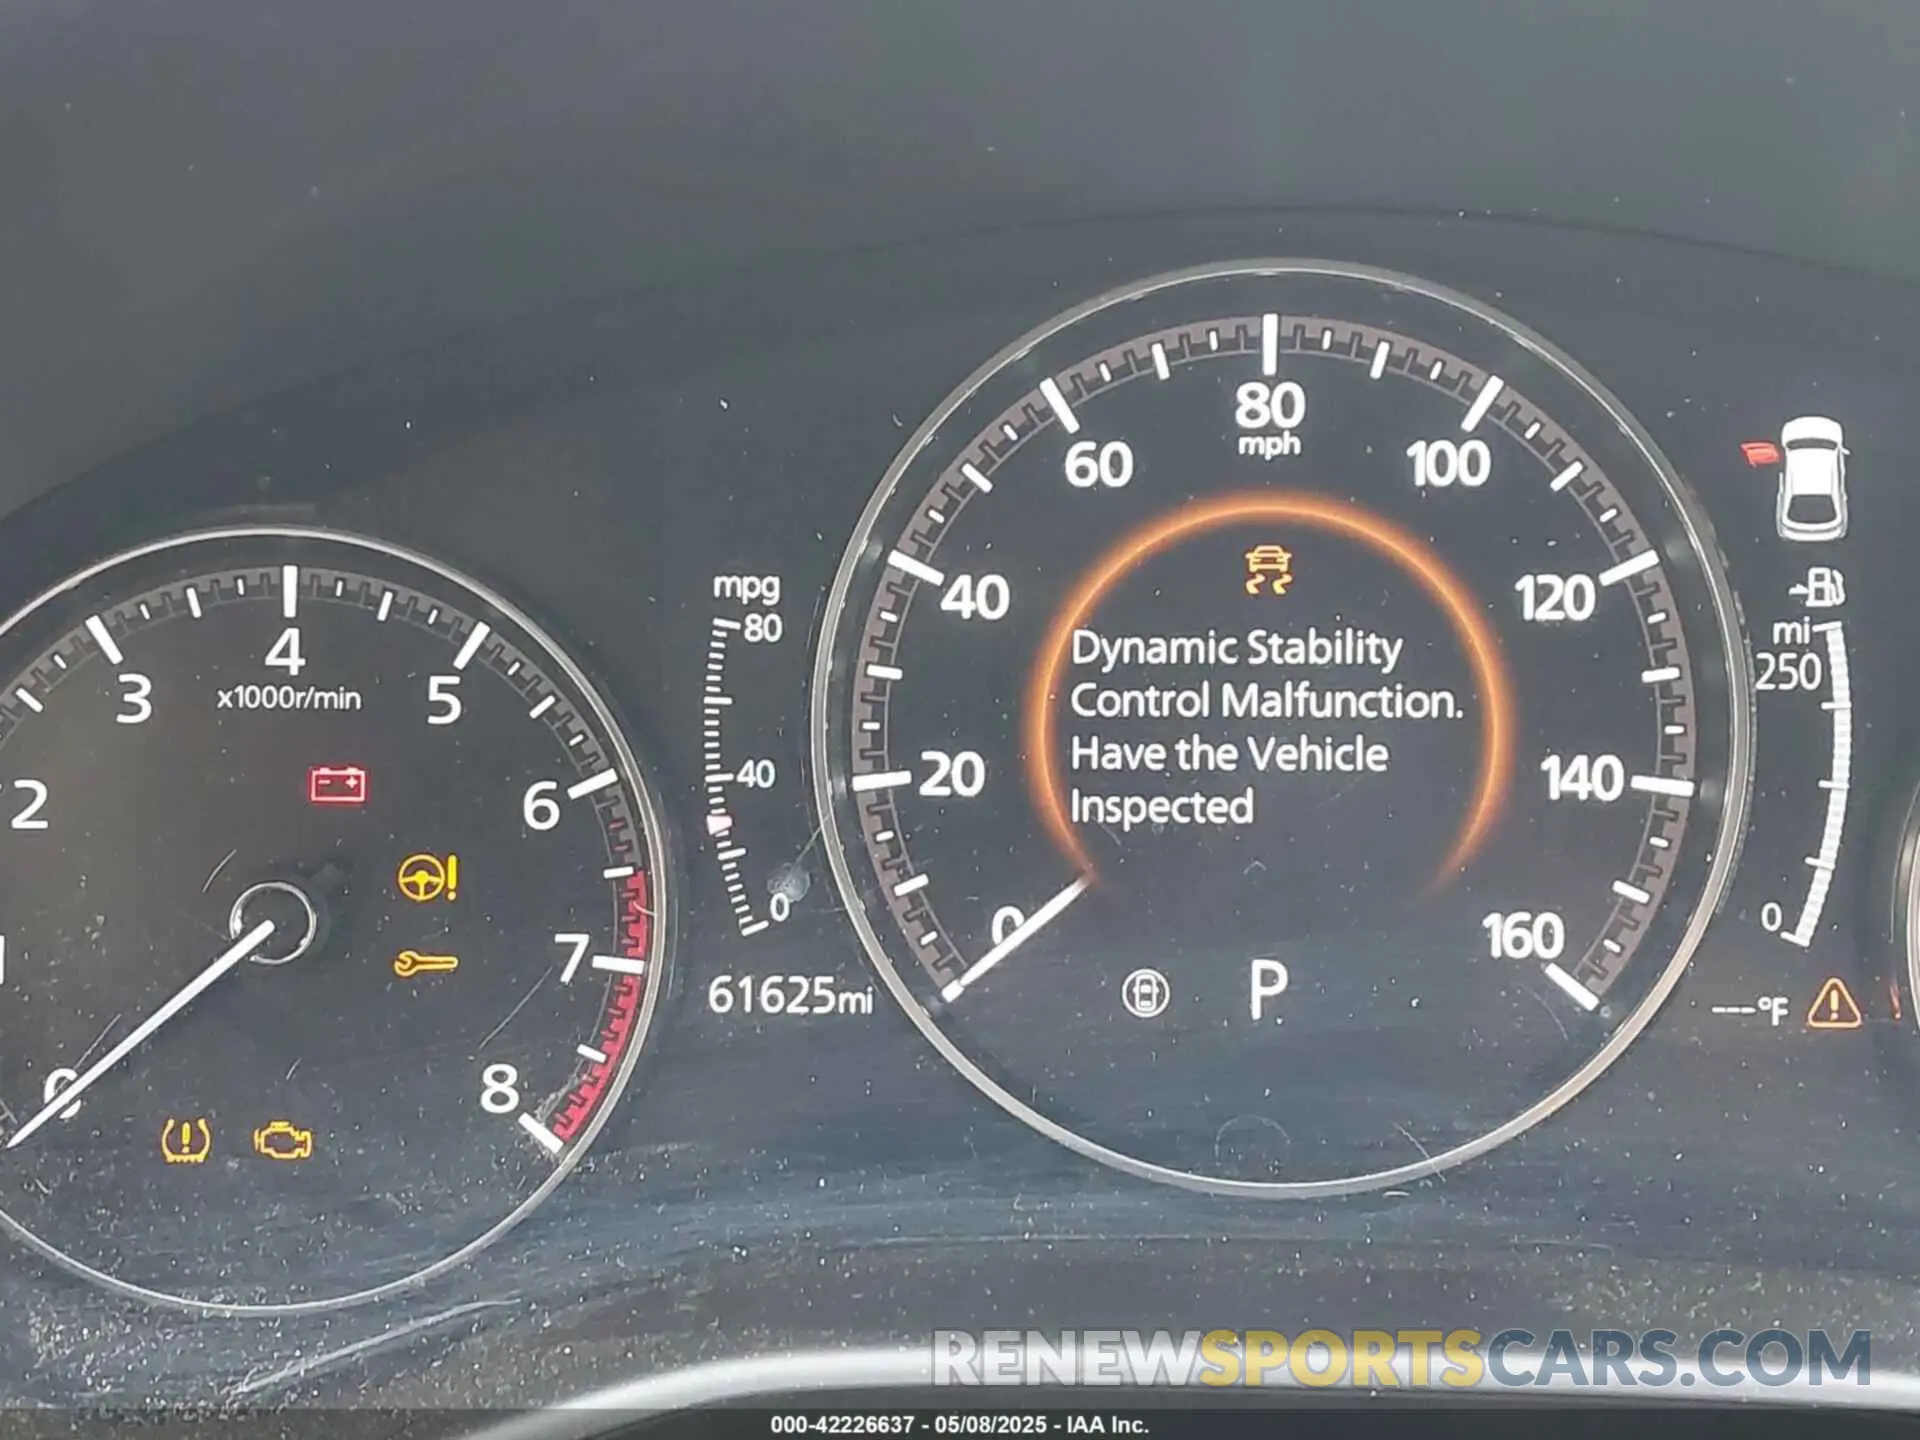 80
mph
60
100
40
120
mpg
80
Dynamic Stability
Control Malfunction.
Have the Vehicle
Inspected
mi
250
4
x1000r/min
3
5
2
6
40
20
140
1
7
0
0
160
0
61625mi
P
---°F
0
8
RENEWSPORTSCARS.COM
000-42226637 - 05/08/2025 - IAA Inc.